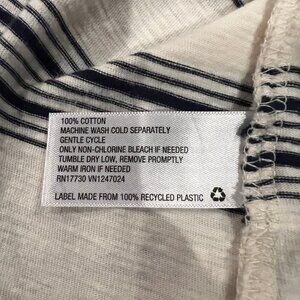 100% COTTON
MACHINE WASH COLD SEPARATELY
GENTLE CYCLE
ONLY NON-CHLORINE BLEACH IF NEEDED
TUMBLE DRY LOW, REMOVE PROMPTLY
WARM IRON IF NEEDED
RN17730 VN1247024
LABEL MADE FROM 100% RECYCLED PLASTIC